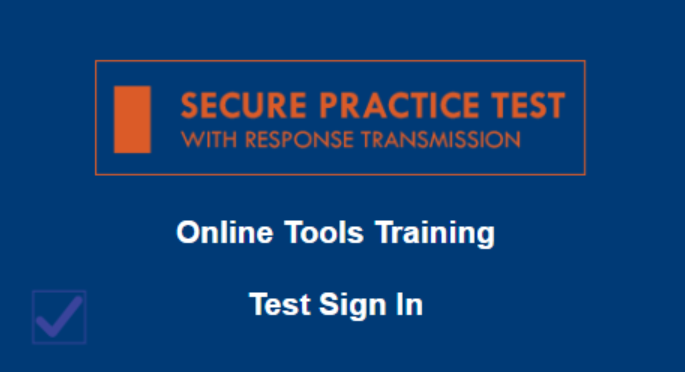 SECURE PRACTICE TEST
WITH RESPONSE TRANSMISSION
Online Tools Training
Test Sign In